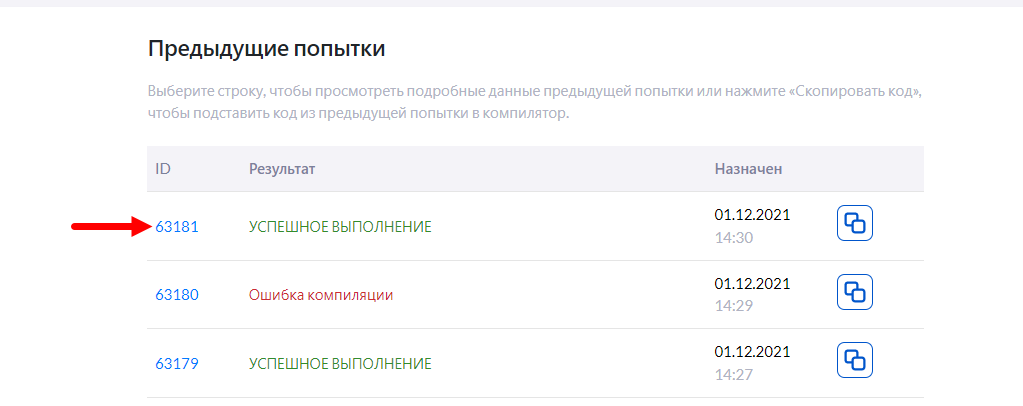 Предыдущие попытки
Выберите строку, чтобы просмотреть подробные данные предыдущей попытки или нажмите «Скопировать код»,
чтобы подставить код из предыдущей попытки в компилятор.
ID Результат Назначен
63181 УСПЕШНОЕ ВЫПОЛНЕНИЕ 01.12.2021
14:30
63180 Ошибка компиляции 01.12.2021
14:29
63179 УСПЕШНОЕ ВЫПОЛНЕНИЕ 01.12.2021
14:27